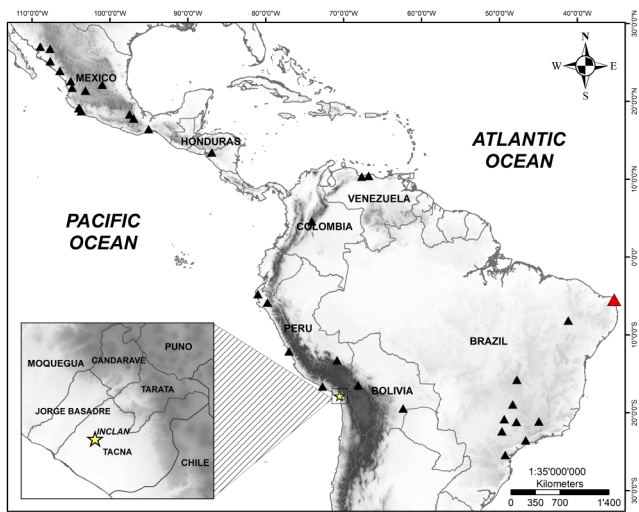 110°0'0"W 100°0'0"W 90°0'0"W 80°0'0"W 70°0'0"W 60°0'0"W 50°0'0"W 40°0'0"W
30°0'0"N
N
W E
S
MEXICO
20°0'0"N
HONDURAS
ATLANTIC
OCEAN
10°0'0"N
VENEZUELA
PACIFIC
OCEAN
COLOMBIA
0°0'0"
PERU
BRAZIL
10°0'0"S
BOLIVIA
20°0'0"S
30°0'0"S
PUNO
MOQUEGUA
CANDARAVE
TARATA
JORGE BASADRE
INCLAN
TACNA
CHILE
1:35'000'000
Kilometers
0 350 700 1'400